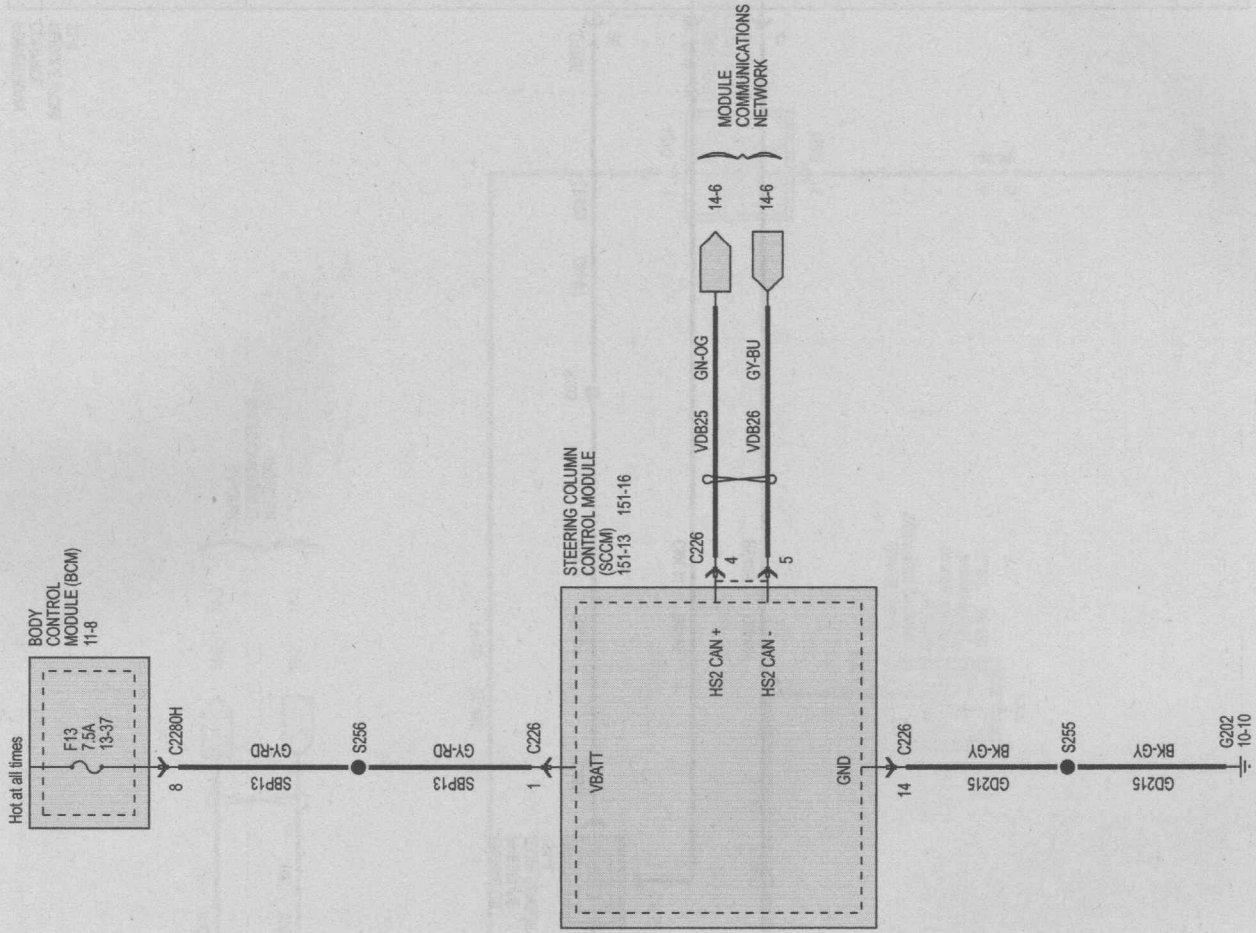 Hot at all times
BODY
CONTROL
MODULE (BCM)
11-8
F13
7.5A
13-37
8
C2280H
SBP13
GY-RD
S256
SBP13
GY-RD
1
C226
STEERING COLUMN
CONTROL MODULE
(SCCM)
151-13 151-16
VBATT
HS2 CAN +
HS2 CAN -
GND
C226
4
5
VDB25
GN-OG
VDB26
GY-BU
14-6
14-6
MODULE
COMMUNICATIONS
NETWORK
14
C226
GD215
BK-GY
S255
GD215
BK-GY
G202
10-10